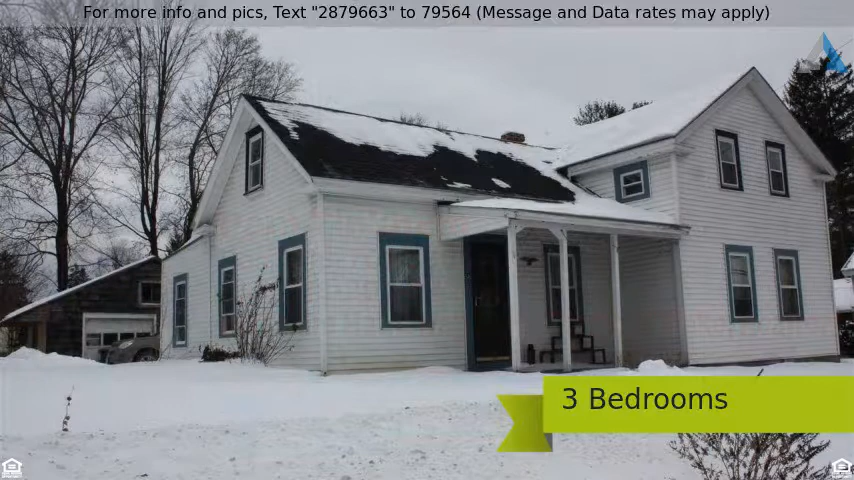 For more info and pics, Text "2879663" to 79564 (Message and Data rates may apply)
3 Bedrooms